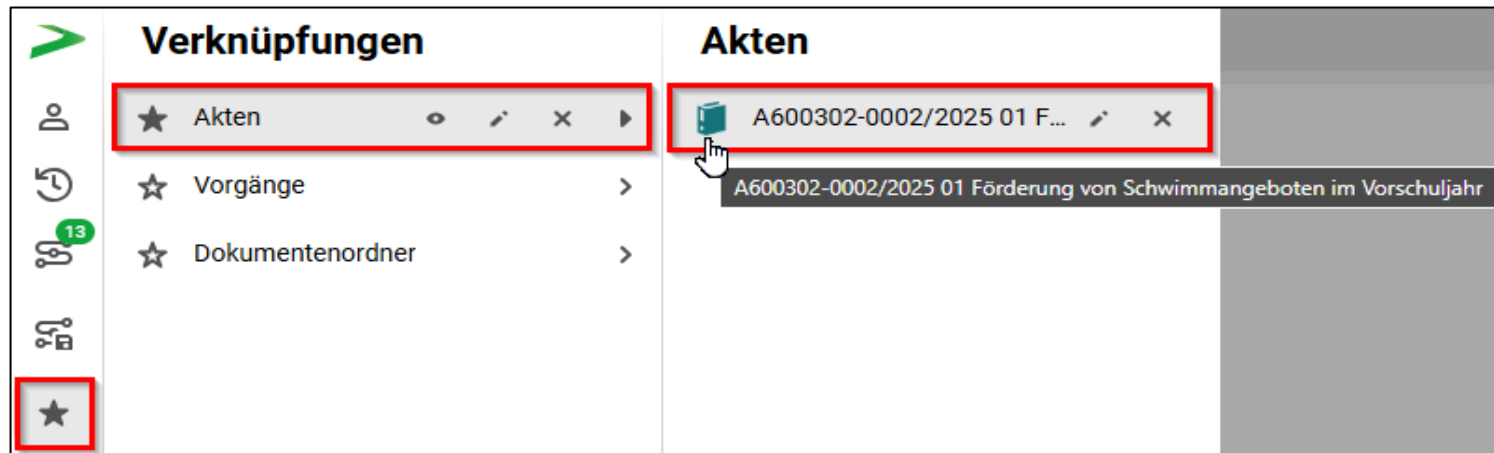 Verknüpfungen
Akten
Akten
A600302-0002/2025 01 F...
A600302-0002/2025 01 Förderung von Schwimmangeboten im Vorschuljahr
Vorgänge
13
Dokumentenordner